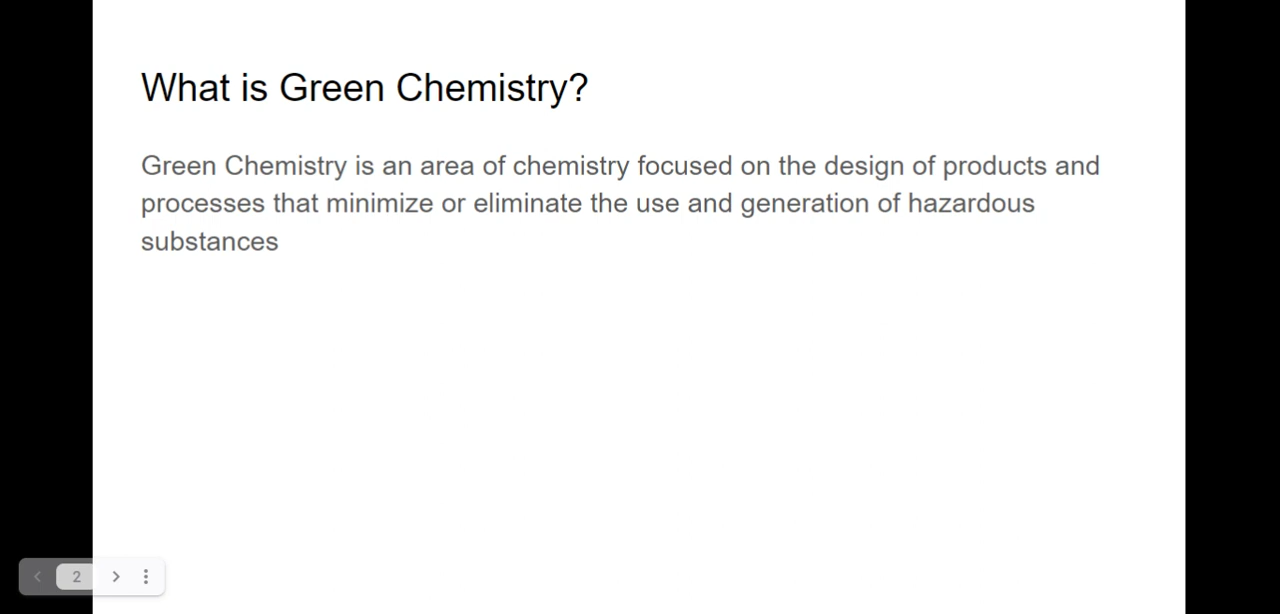 What is Green Chemistry?
Green Chemistry is an area of chemistry focused on the design of products and
processes that minimize or eliminate the use and generation of hazardous
substances
2